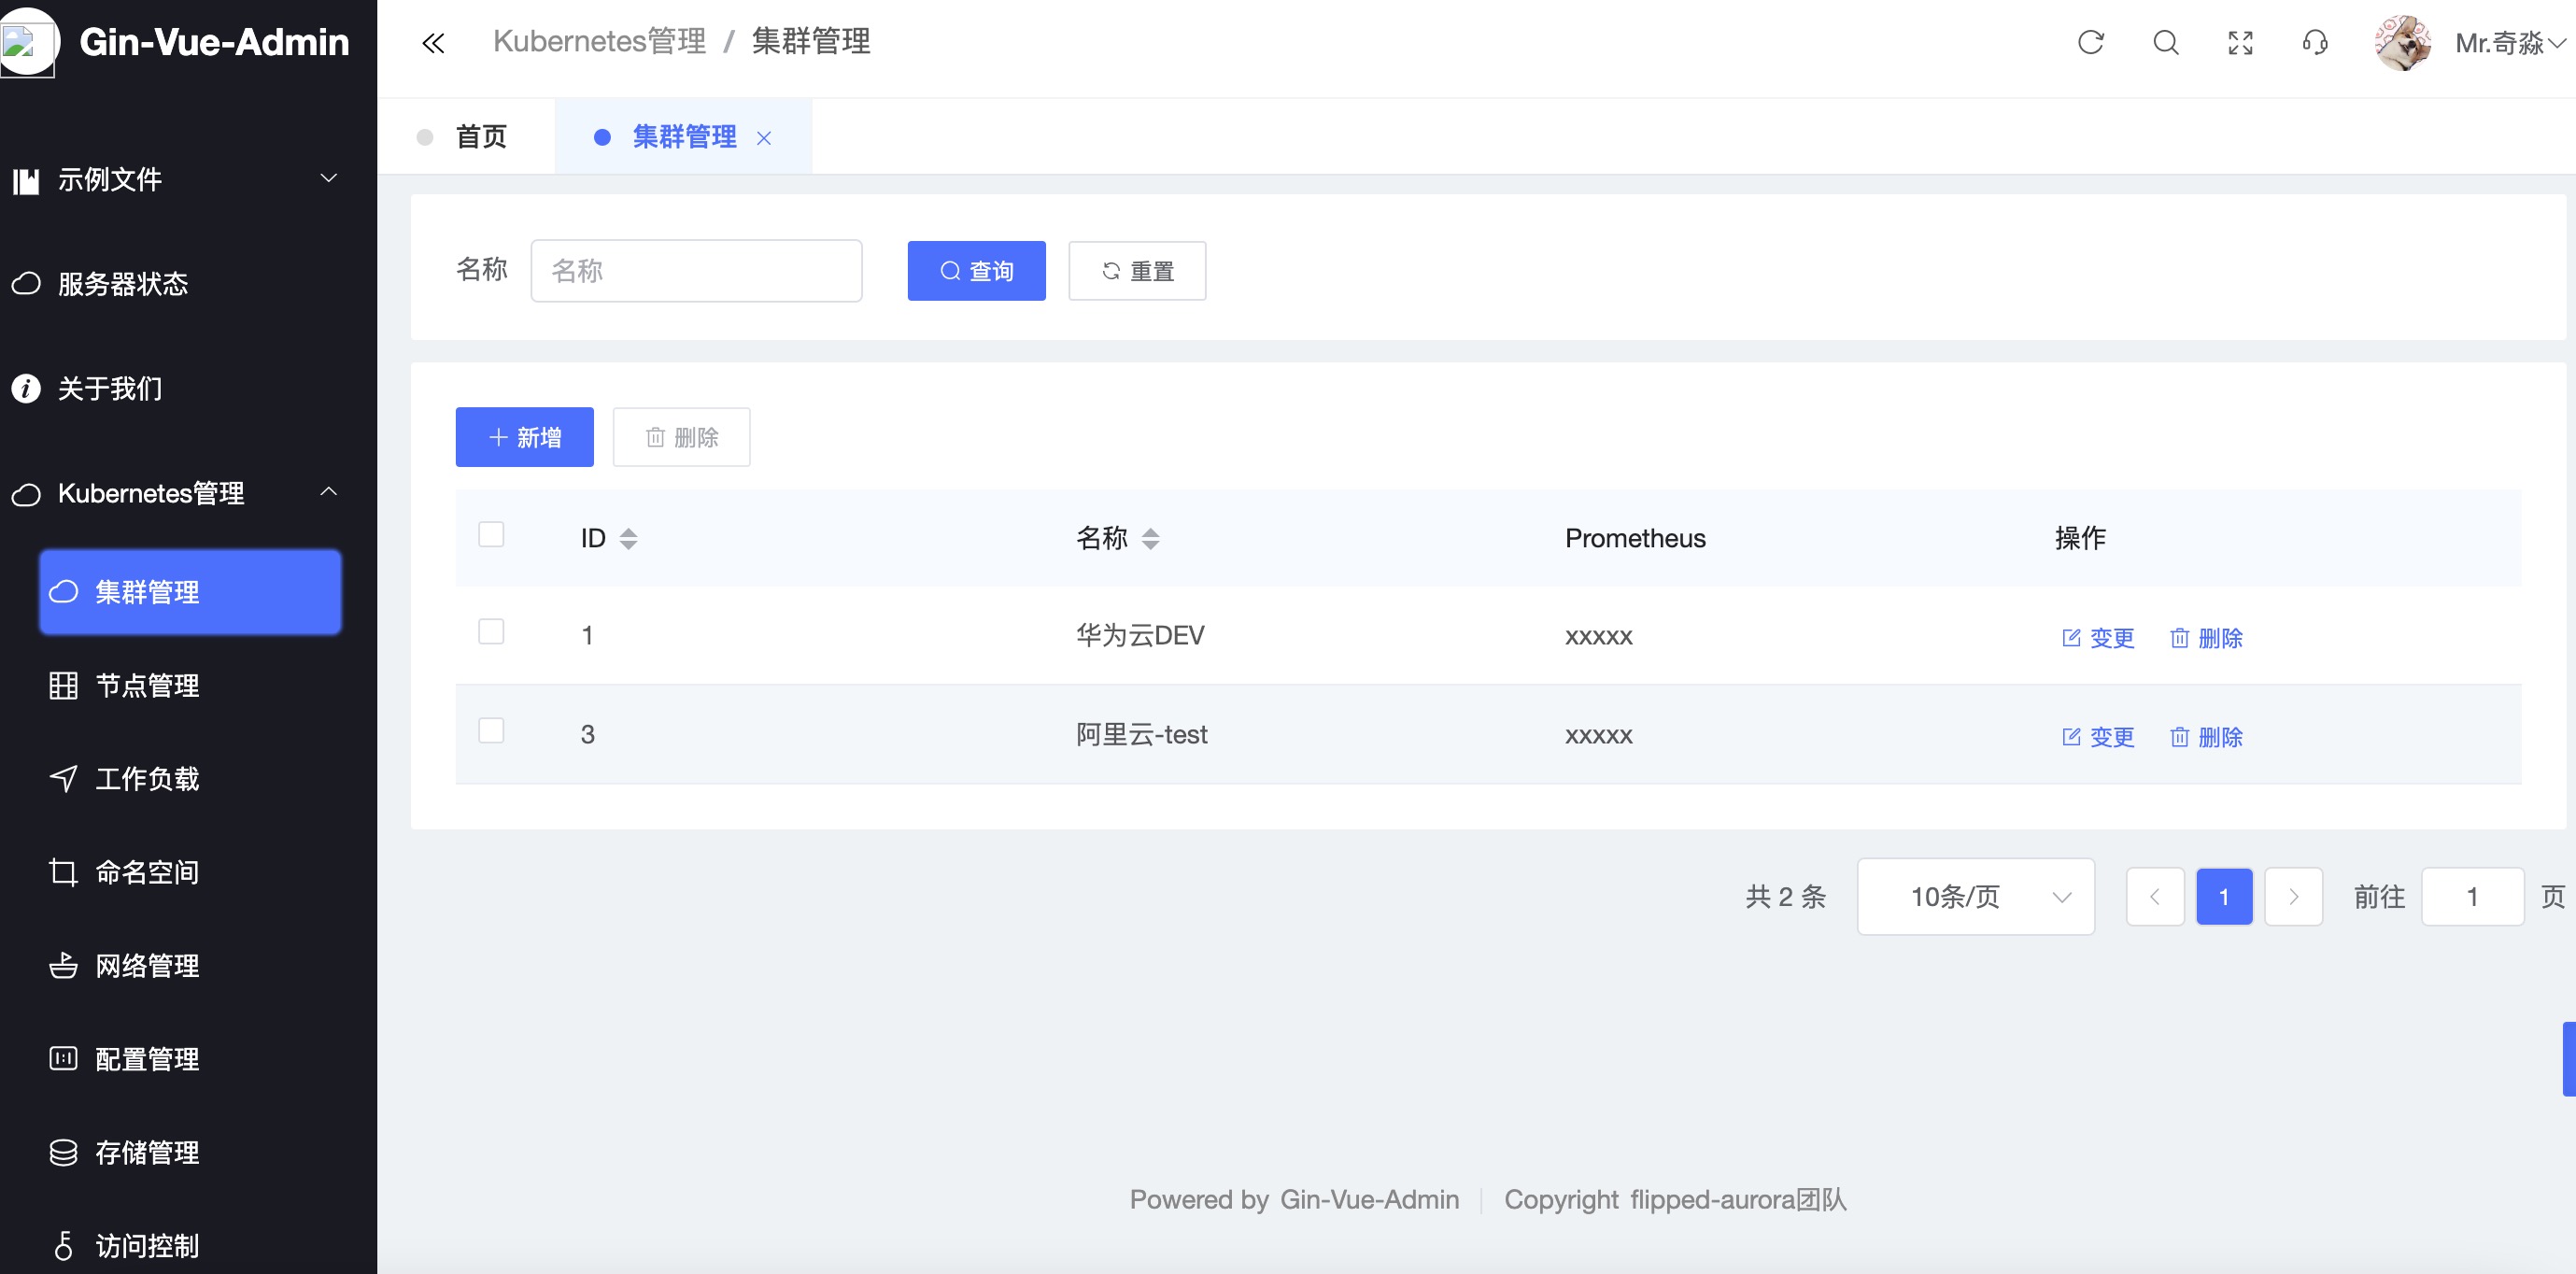 Gin-Vue-Admin
示例文件
服务器状态
关于我们
Kubernetes管理
集群管理
节点管理
工作负载
命名空间
网络管理
配置管理
存储管理
访问控制
Kubernetes管理 / 集群管理
Mr.奇淼
首页 集群管理
名称 名称 查询 重置
新增 删除
ID 名称 Prometheus 操作
1 华为云DEV xxxxx 变更 删除
3 阿里云-test xxxxx 变更 删除
共 2 条 10条/页 1 前往 1 页
Powered by Gin-Vue-Admin Copyright flipped-aurora团队